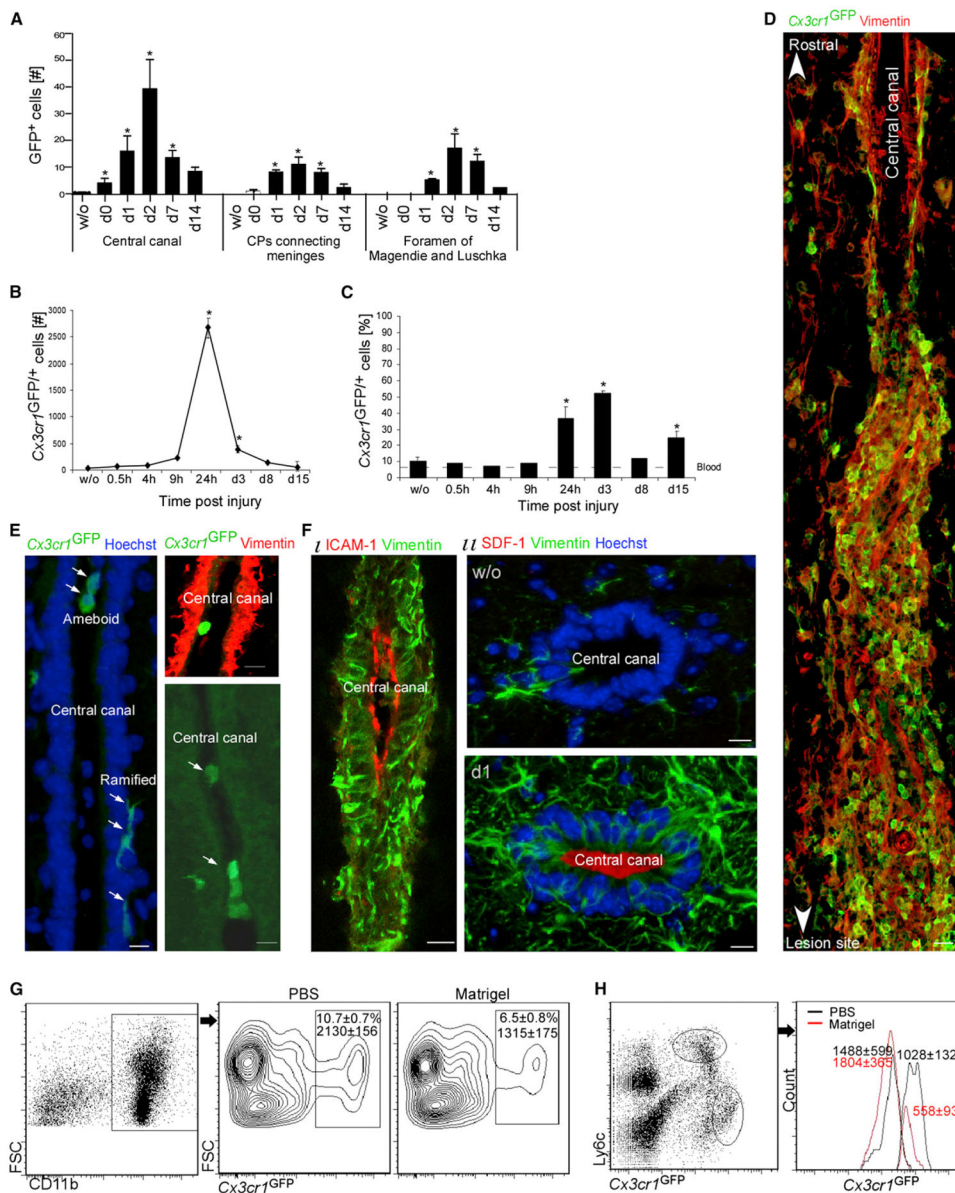 A
GFP+ cells [#]
60
50
40
30
20
10
0
* * * *
* * *
* * *
w/o d0 d1 d2 d7 d14
w/o d0 d1 d2 d7 d14
w/o d0 d1 d2 d7 d14
Central canal
CPs connecting
meninges
Foramen of
Magendie and Luschka
B
Cx3cr1GFP/+ cells [#]
3000
2500
2000
1500
1000
500
0
*
*
w/o 0.5h 4h 9h 24h d3 d8 d15
Time post injury
C
Cx3cr1GFP/+ cells [%]
100
90
80
70
60
50
40
30
20
10
0
* * *
Blood
w/o 0.5h 4h 9h 24h d3 d8 d15
Time post injury
D
Cx3cr1GFP Vimentin
Rostral
Central canal
Lesion site
E
Cx3cr1GFP Hoechst
Ameboid
Central canal
Ramified
Cx3cr1GFP Vimentin
Central canal
Central canal
F
i ICAM-1 Vimentin
Central canal
ii SDF-1 Vimentin Hoechst
w/o
Central canal
d1
Central canal
G
FSC
CD11b
PBS
10.7±0.7%
2130±156
FSC
Cx3cr1GFP
Matrigel
6.5±0.8%
1315±175
H
Ly6c
Cx3cr1GFP
PBS
Matrigel
1488±599
1804±365
1028±132
558±93
Count
Cx3cr1GFP